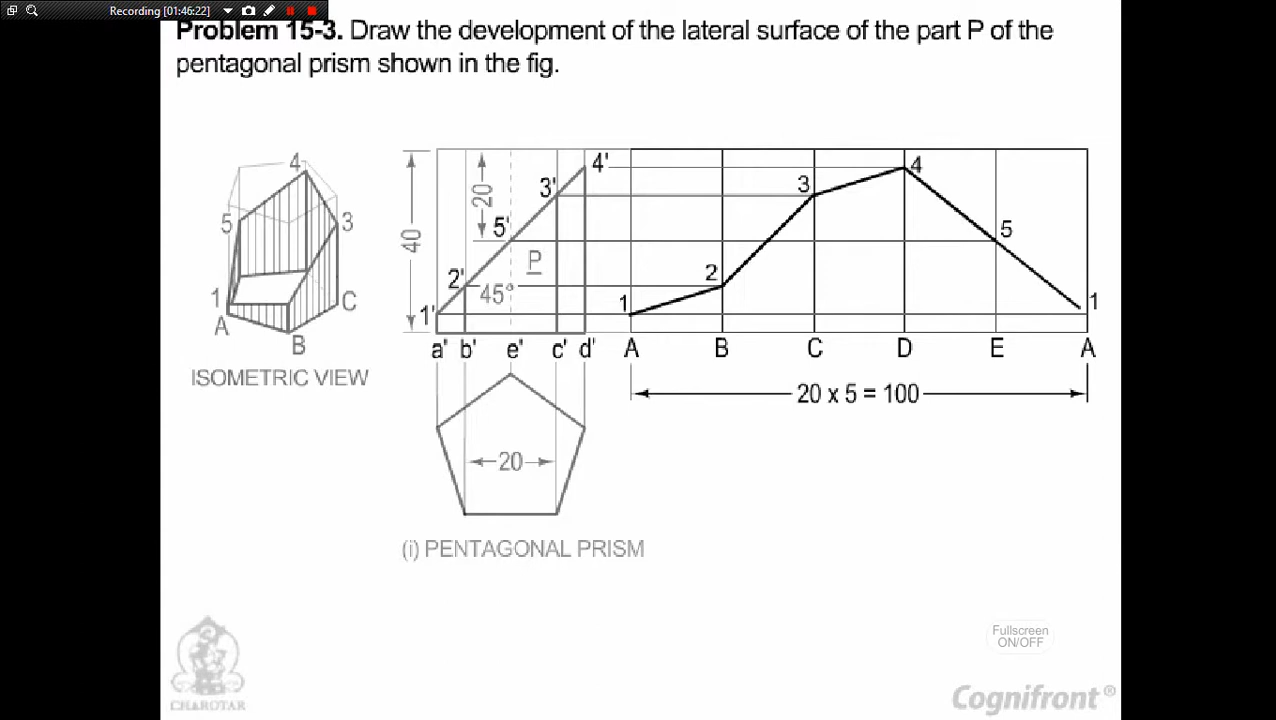 Recording [01:46:22]
Problem 15-3. Draw the development of the lateral surface of the part P of the
pentagonal prism shown in the fig.
4
5
3
1
A
B
C
ISOMETRIC VIEW
40
20
4'
3'
5'
P
2'
45°
1'
a' b' e' c' d'
20
(i) PENTAGONAL PRISM
1
2
3
4
5
1
A B C D E A
20 x 5 = 100
Fullscreen
ON/OFF
CHAROTAR
Cognifront®